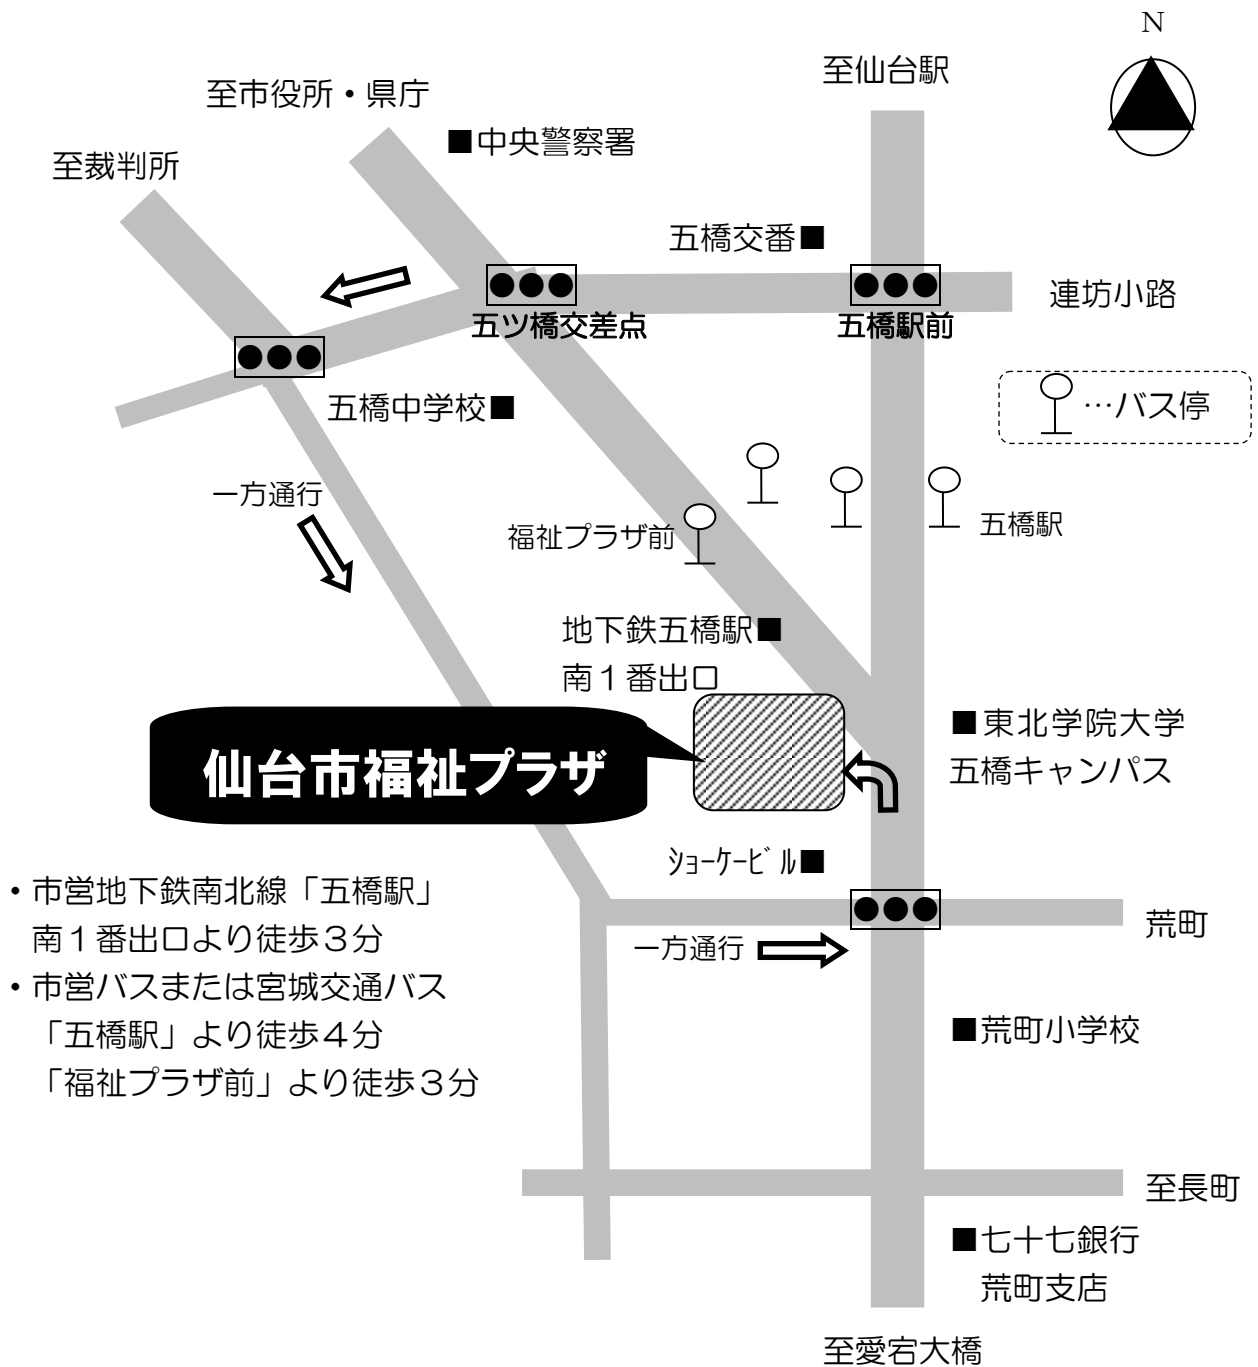 N
至仙台駅
至市役所・県庁
■中央警察署
至裁判所
五橋交番■
連坊小路
五ツ橋交差点
五橋駅前
五橋中学校■
…バス停
一方通行
五橋駅
福祉プラザ前
地下鉄五橋駅■
南１番出口
■東北学院大学
五橋キャンパス
仙台市福祉プラザ
ｼｮｰｹｰﾋﾞﾙ■
荒町
一方通行
・市営地下鉄南北線「五橋駅」
南１番出口より徒歩３分
・市営バスまたは宮城交通バス
「五橋駅」より徒歩４分
「福祉プラザ前」より徒歩３分
■荒町小学校
至長町
■七十七銀行
荒町支店
至愛宕大橋